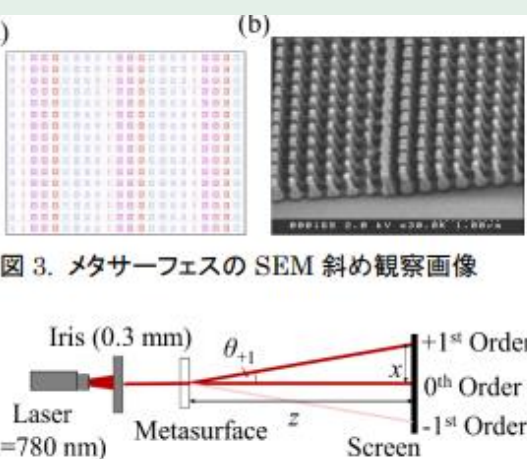 ) (b)
図 3. メタサーフェスの SEM 斜め観察画像
Iris (0.3 mm)
θ+1
+1st Order
x
0th Order
Laser
=780 nm)
Metasurface
z
-1st Order
Screen